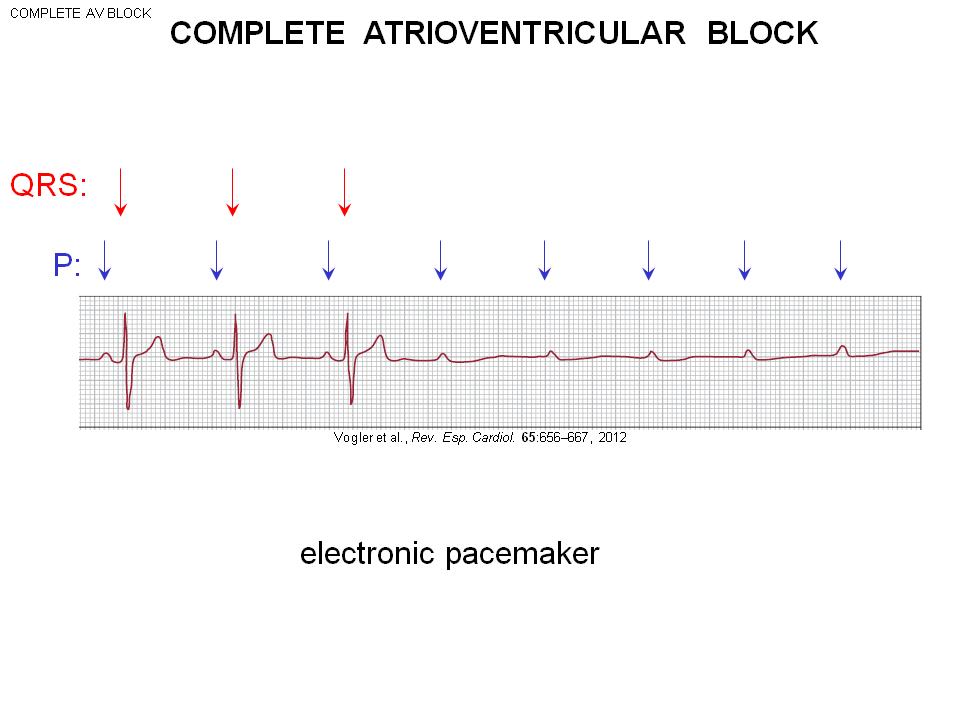 COMPLETE AV BLOCK
COMPLETE ATRIOVENTRICULAR BLOCK
QRS:
P:
Vogler et al., Rev. Esp. Cardiol. 65:656–667, 2012
electronic pacemaker